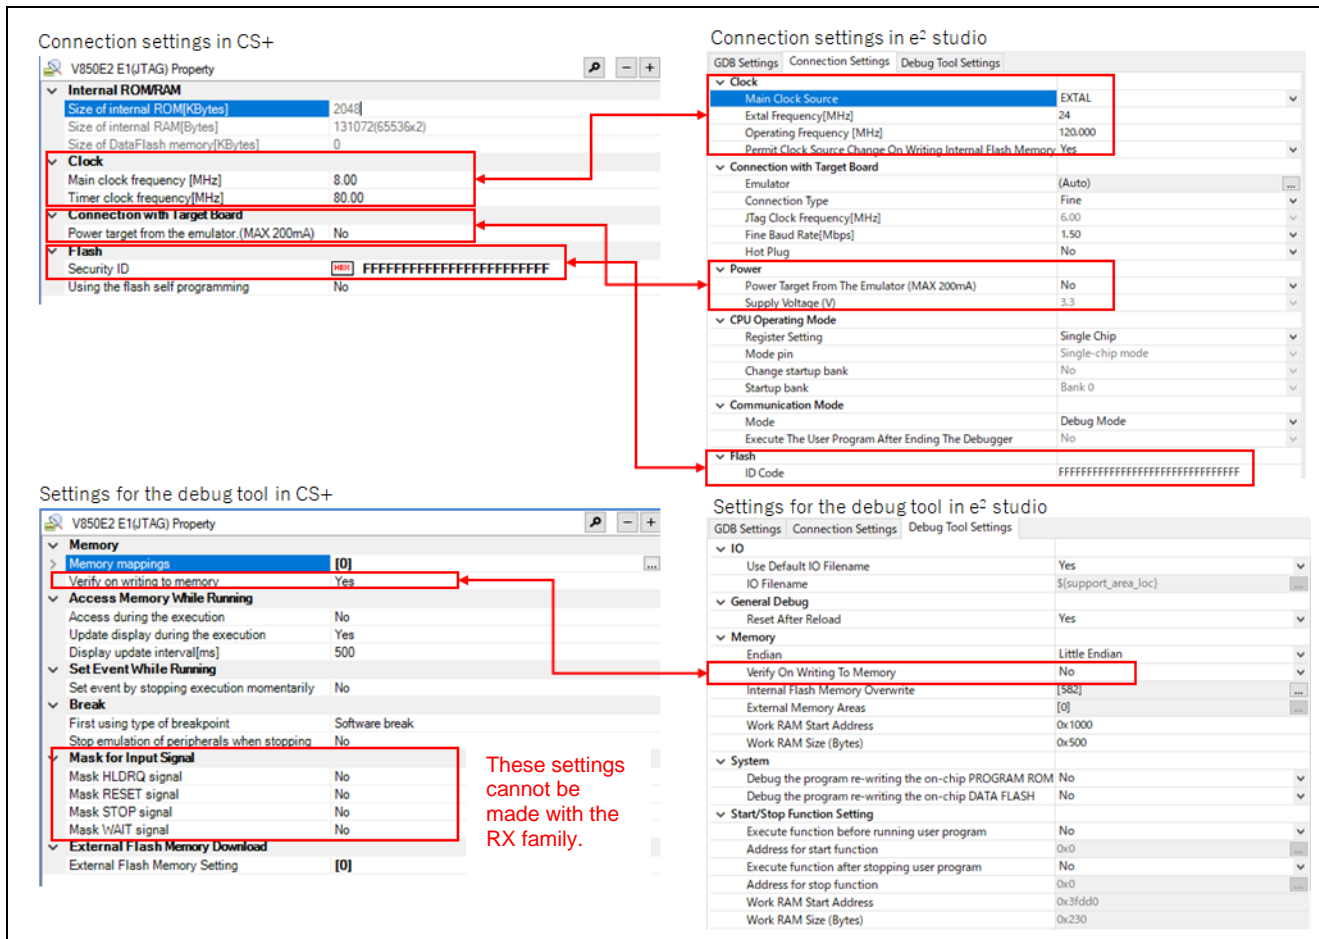 Connection settings in CS+
V850E2 E1(JTAG) Property
Internal ROM/RAM
Size of internal ROM[KBytes] 2048
Size of internal RAM[Bytes] 131072(65536x2)
Size of DataFlash memory[KBytes] 0
Clock
Main clock frequency [MHz] 8.00
Timer clock frequency[MHz] 80.00
Connection with Target Board
Power target from the emulator.(MAX 200mA) No
Flash
Security ID HEX FFFFFFFFFFFFFFFFFFFFFFFF
Using the flash self programming No
Connection settings in e² studio
GDB Settings Connection Settings Debug Tool Settings
Clock
Main Clock Source EXTAL
Extal Frequency[MHz] 24
Operating Frequency [MHz] 120.000
Permit Clock Source Change On Writing Internal Flash Memory Yes
Connection with Target Board
Emulator (Auto) ...
Connection Type Fine
JTag Clock Frequency[MHz] 6.00
Fine Baud Rate[Mbps] 1.50
Hot Plug No
Power
Power Target From The Emulator (MAX 200mA) No
Supply Voltage (V) 3.3
CPU Operating Mode
Register Setting Single Chip
Mode pin Single-chip mode
Change startup bank No
Startup bank Bank 0
Communication Mode
Mode Debug Mode
Execute The User Program After Ending The Debugger No
Flash
ID Code FFFFFFFFFFFFFFFFFFFFFFFFFFFFFFFF
Settings for the debug tool in CS+
V850E2 E1(JTAG) Property
Memory
Memory mappings [0] ...
Verify on writing to memory Yes
Access Memory While Running
Access during the execution No
Update display during the execution Yes
Display update interval[ms] 500
Set Event While Running
Set event by stopping execution momentarily No
Break
First using type of breakpoint Software break
Stop emulation of peripherals when stopping No
Mask for Input Signal
Mask HLDRQ signal No
Mask RESET signal No
Mask STOP signal No
Mask WAIT signal No
External Flash Memory Download
External Flash Memory Setting [0]
These settings
cannot be
made with the
RX family.
Settings for the debug tool in e² studio
GDB Settings Connection Settings Debug Tool Settings
IO
Use Default IO Filename Yes
IO Filename ${support_area_loc} ...
General Debug
Reset After Reload Yes
Memory
Endian Little Endian
Verify On Writing To Memory No
Internal Flash Memory Overwrite [582] ...
External Memory Areas [0] ...
Work RAM Start Address 0x1000
Work RAM Size (Bytes) 0x500
System
Debug the program re-writing the on-chip PROGRAM ROM No
Debug the program re-writing the on-chip DATA FLASH No
Start/Stop Function Setting
Execute function before running user program No
Address for start function 0x0 ...
Execute function after stopping user program No
Address for stop function 0x0 ...
Work RAM Start Address 0x3fdd0
Work RAM Size (Bytes) 0x230